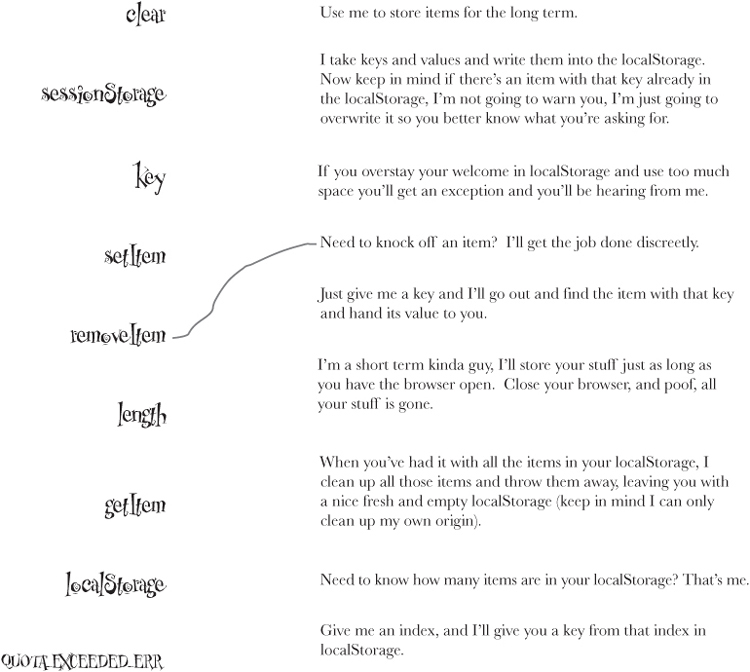 clear
Use me to store items for the long term.
sessionStorage
I take keys and values and write them into the localStorage.
Now keep in mind if there's an item with that key already in
the localStorage, I'm not going to warn you, I'm just going to
overwrite it so you better know what you're asking for.
key
If you overstay your welcome in localStorage and use too much
space you'll get an exception and you'll be hearing from me.
setItem
Need to knock off an item? I'll get the job done discreetly.
removeItem
Just give me a key and I'll go out and find the item with that key
and hand its value to you.
length
I'm a short term kinda guy, I'll store your stuff just as long as
you have the browser open. Close your browser, and poof, all
your stuff is gone.
getItem
When you've had it with all the items in your localStorage, I
clean up all those items and throw them away, leaving you with
a nice fresh and empty localStorage (keep in mind I can only
clean up my own origin).
localStorage
Need to know how many items are in your localStorage? That's me.
QUOTA_EXCEEDED_ERR
Give me an index, and I'll give you a key from that index in
localStorage.